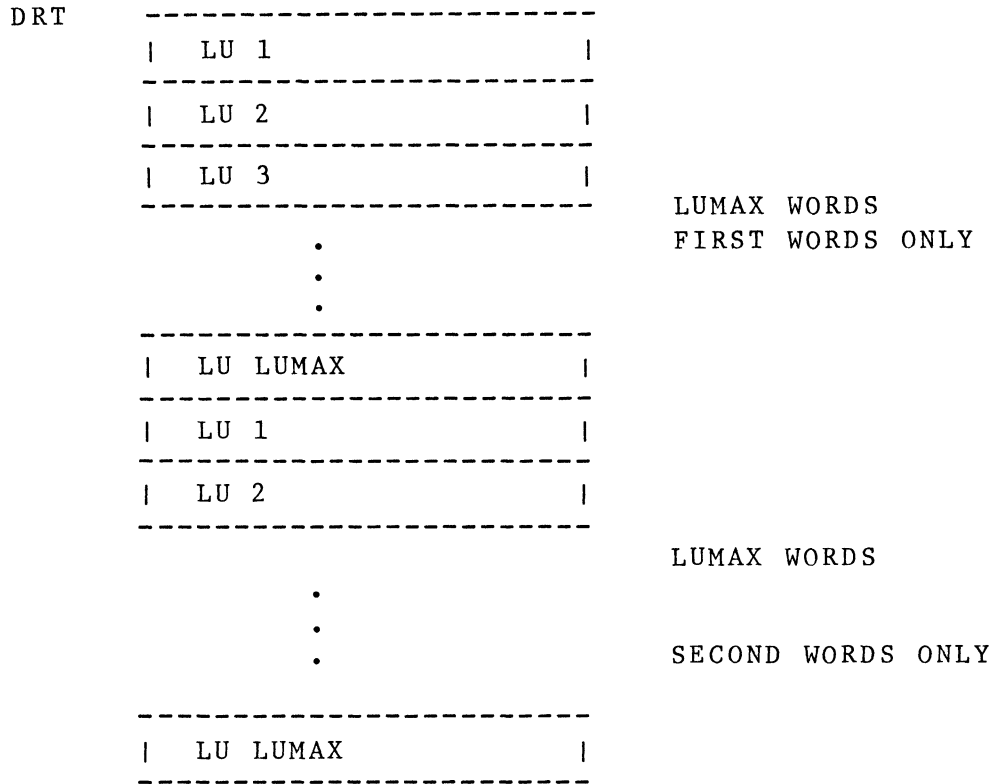 DRT
| LU 1 |
| LU 2 |
| LU 3 |
LUMAX WORDS
FIRST WORDS ONLY
.
.
.
| LU LUMAX |
| LU 1 |
| LU 2 |
LUMAX WORDS
.
.
. SECOND WORDS ONLY
| LU LUMAX |